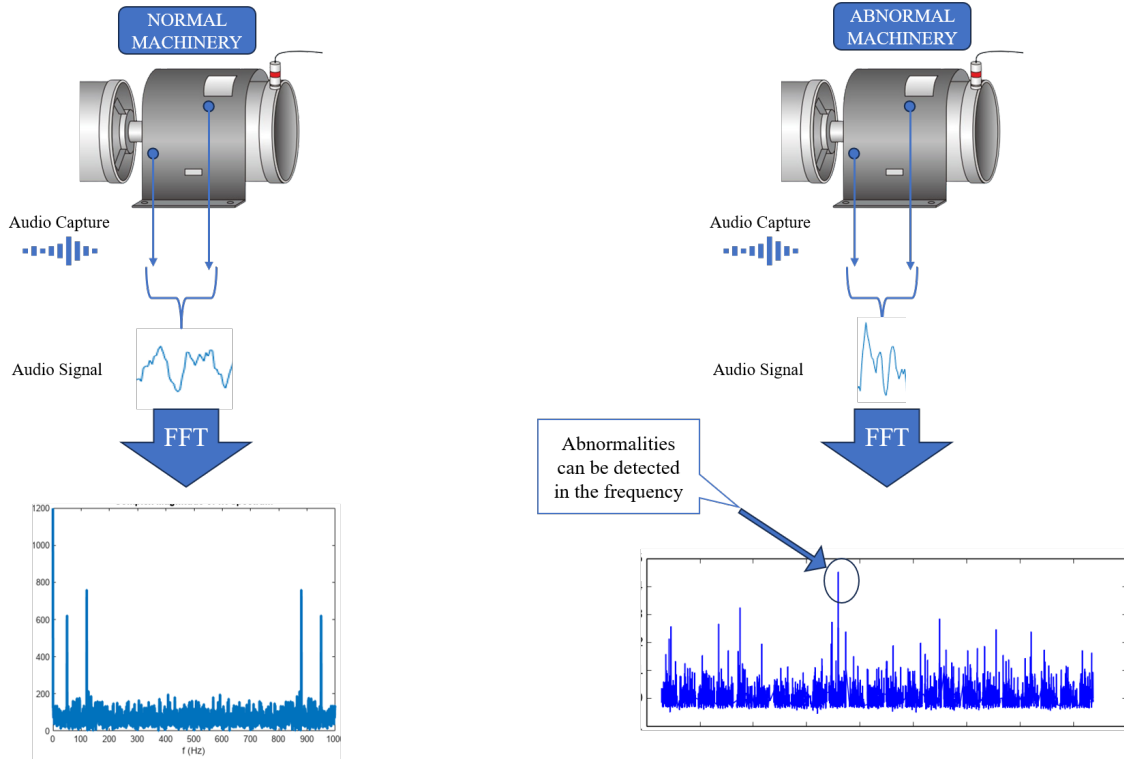 NORMAL
MACHINERY
ABNORMAL
MACHINERY
Audio Capture
Audio Capture
Audio Signal
Audio Signal
FFT
FFT
Abnormalities
can be detected
in the frequency
1200
1000
800
600
400
200
0
0 100 200 300 400 500 600 700 800 900 1000
f (Hz)